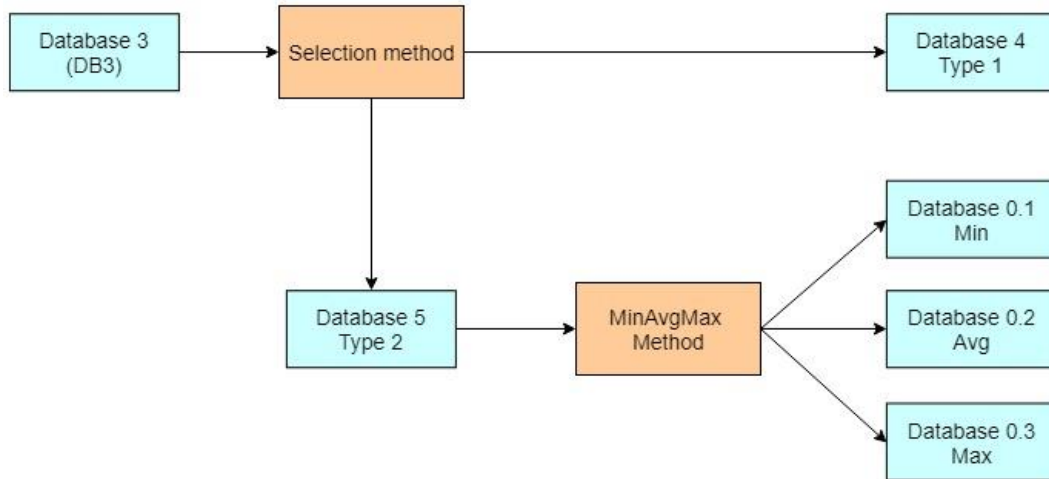 Database 3
(DB3)
Selection method
Database 4
Type 1
Database 0.1
Min
Database 5
Type 2
MinAvgMax
Method
Database 0.2
Avg
Database 0.3
Max